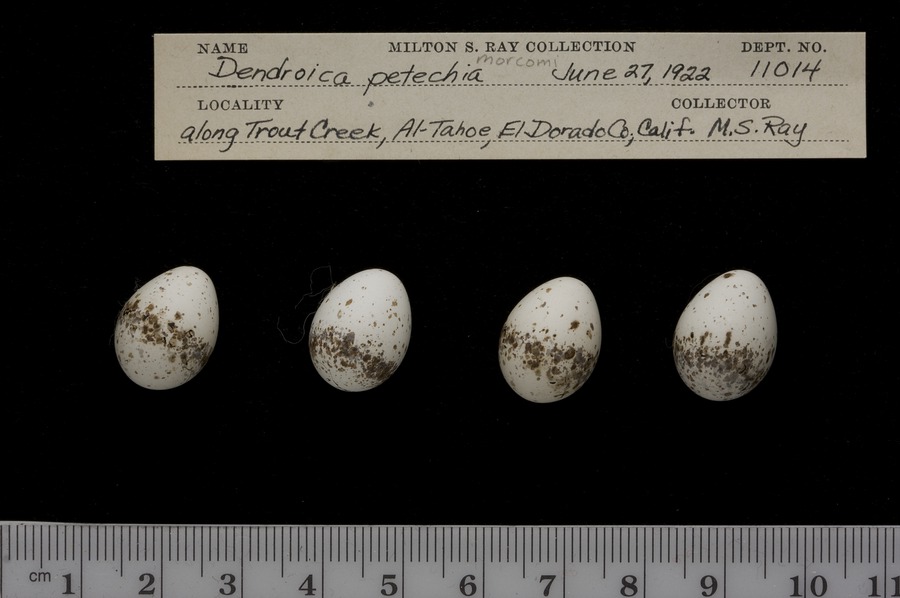 NAME MILTON S. RAY COLLECTION DEPT. NO.
Dendroica petechia morcomi June 27, 1922 11014
LOCALITY COLLECTOR
along Trout Creek, Al-Tahoe, El Dorado Co., Calif. M.S. Ray
cm 1 2 3 4 5 6 7 8 9 10 11